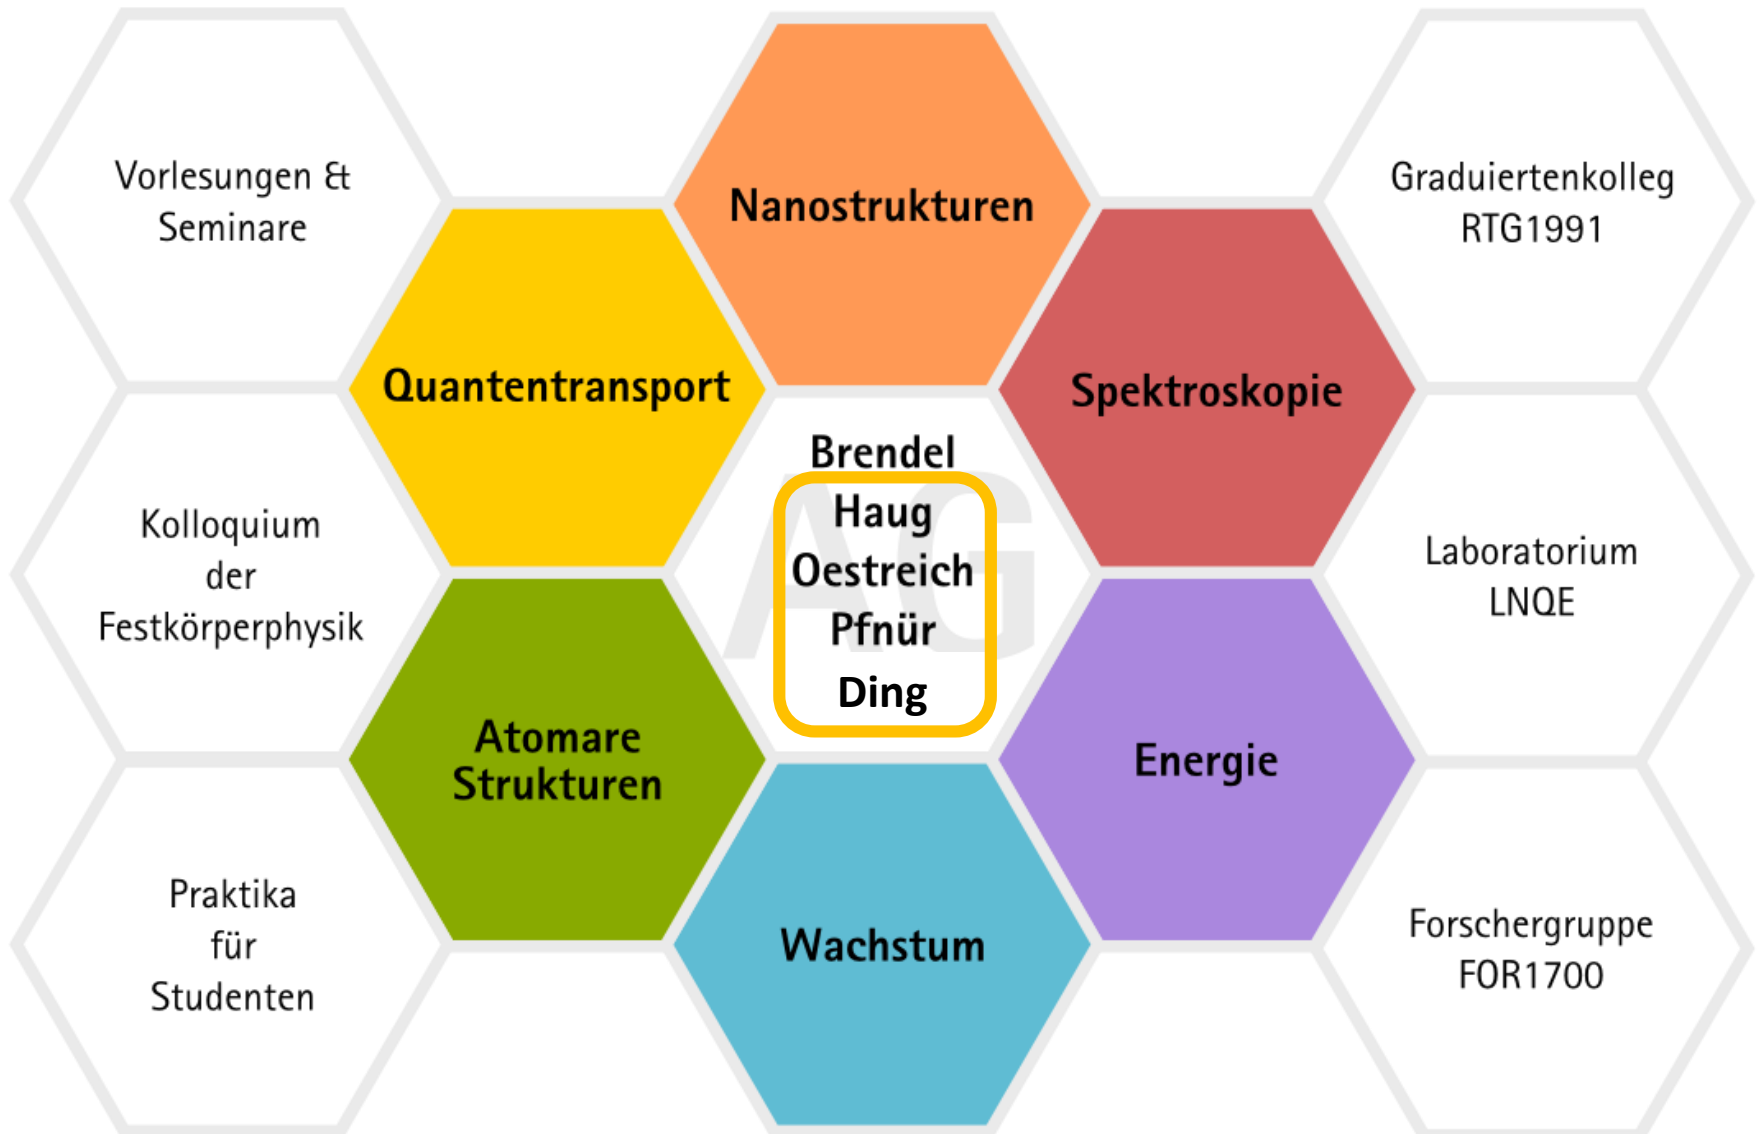 Vorlesungen &
Seminare
Nanostrukturen
Graduiertenkolleg
RTG1991
Quantentransport
Spektroskopie
Kolloquium
der
Festkörperphysik
AG
Brendel
Haug
Oestreich
Pfnür
Ding
Laboratorium
LNQE
Atomare
Strukturen
Energie
Praktika
für
Studenten
Wachstum
Forschergruppe
FOR1700